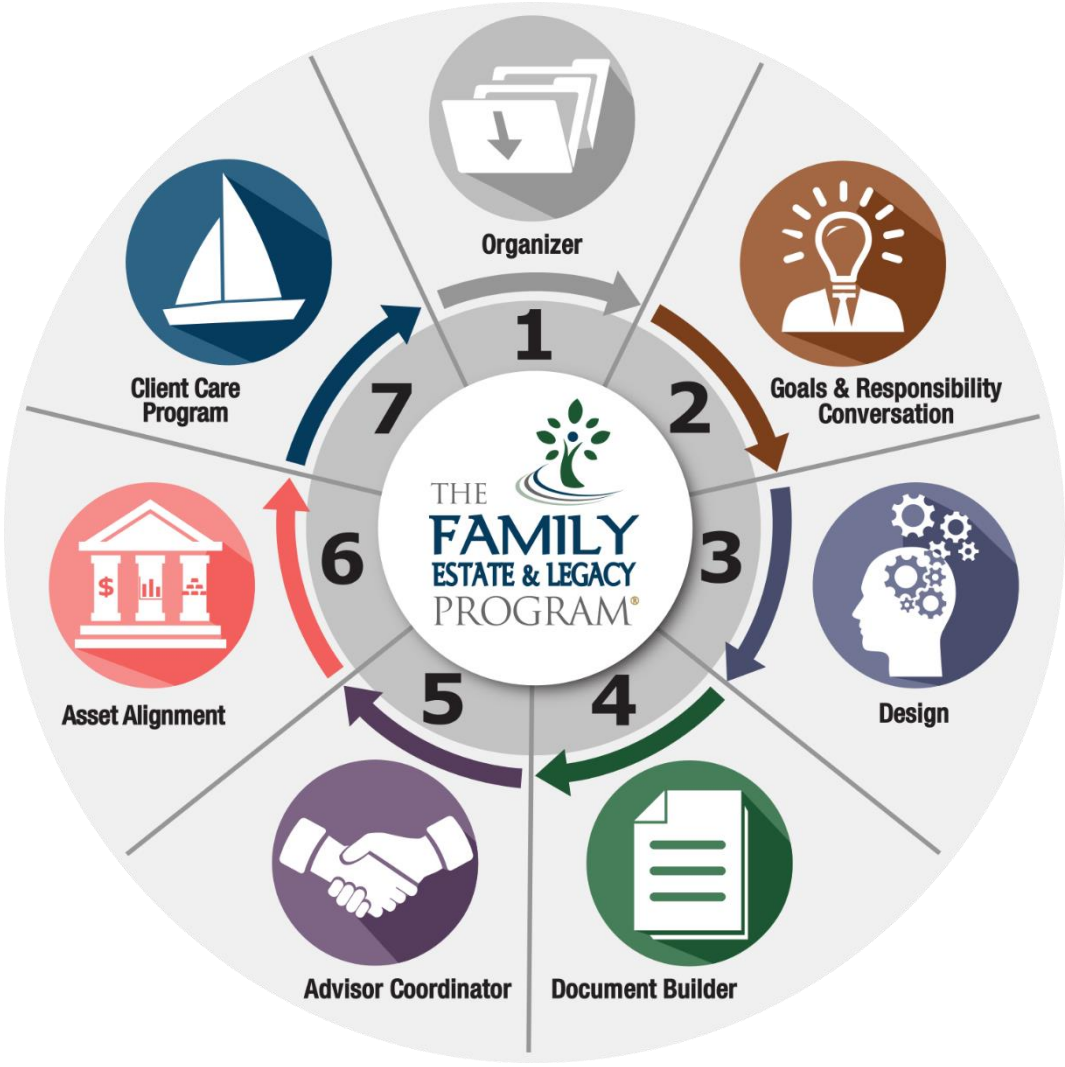 Organizer
1
Goals & Responsibility
Conversation
2
Design
3
Document Builder
4
Advisor Coordinator
5
Asset Alignment
$
6
Client Care
Program
7
THE
FAMILY
ESTATE & LEGACY
PROGRAM®